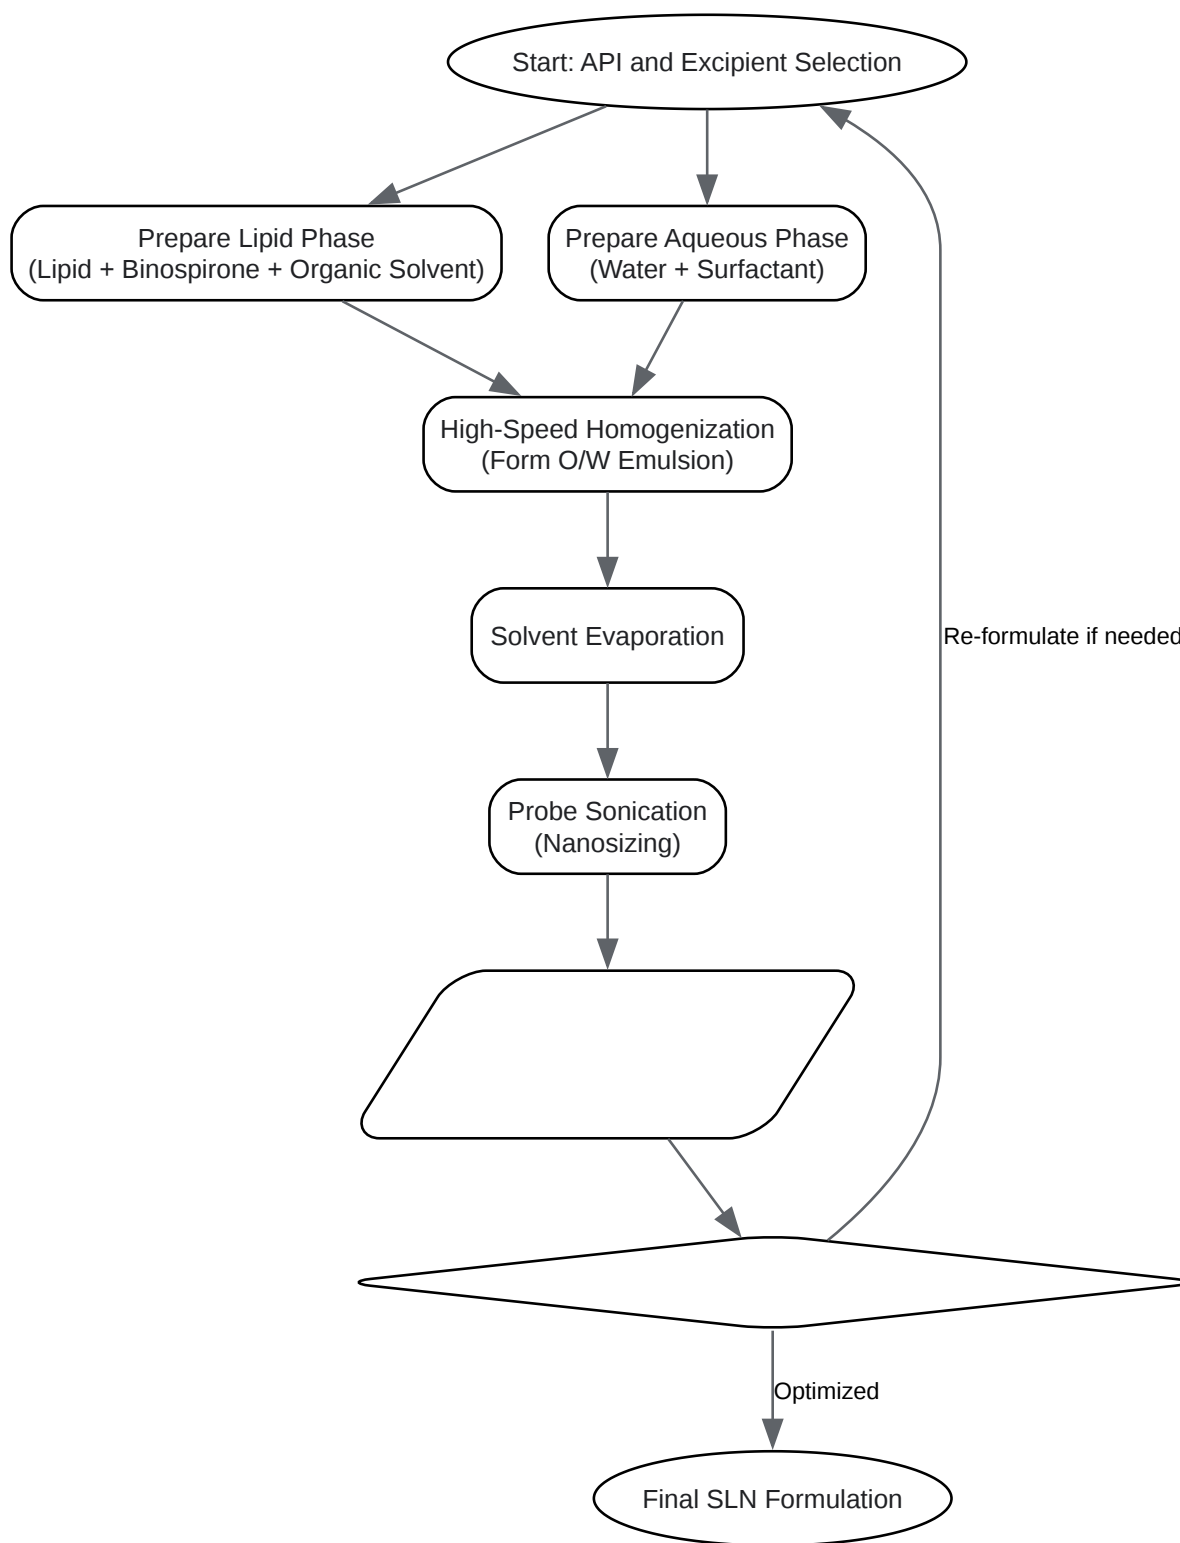 Start: API and Excipient Selection
Prepare Lipid Phase
(Lipid + Binospirone + Organic Solvent)
Prepare Aqueous Phase
(Water + Surfactant)
High-Speed Homogenization
(Form O/W Emulsion)
Solvent Evaporation
Re-formulate if needed
Probe Sonication
(Nanosizing)
Optimized
Final SLN Formulation